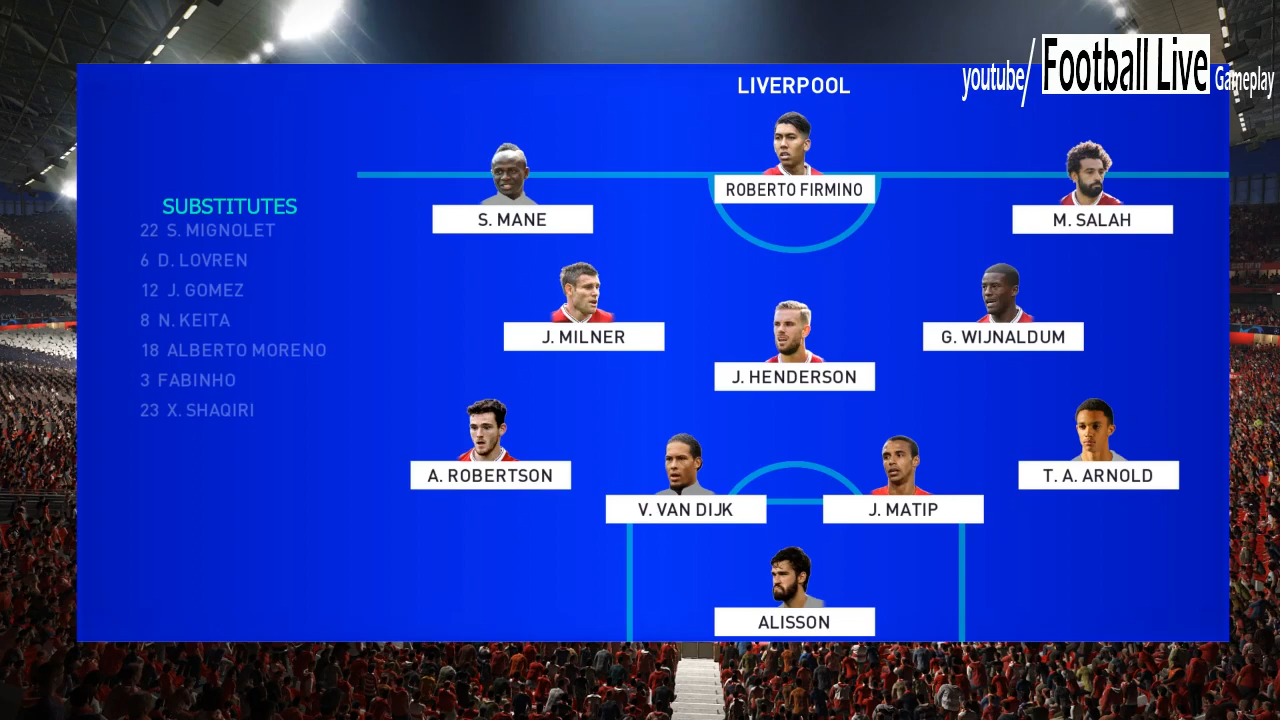 youtube/ Football Live Gameplay
LIVERPOOL
ROBERTO FIRMINO
S. MANE
M. SALAH
J. MILNER
G. WIJNALDUM
J. HENDERSON
A. ROBERTSON
T. A. ARNOLD
V. VAN DIJK
J. MATIP
ALISSON
SUBSTITUTES
22 S. MIGNOLET
6 D. LOVREN
12 J. GOMEZ
8 N. KEITA
18 ALBERTO MORENO
3 FABINHO
23 X. SHAQIRI